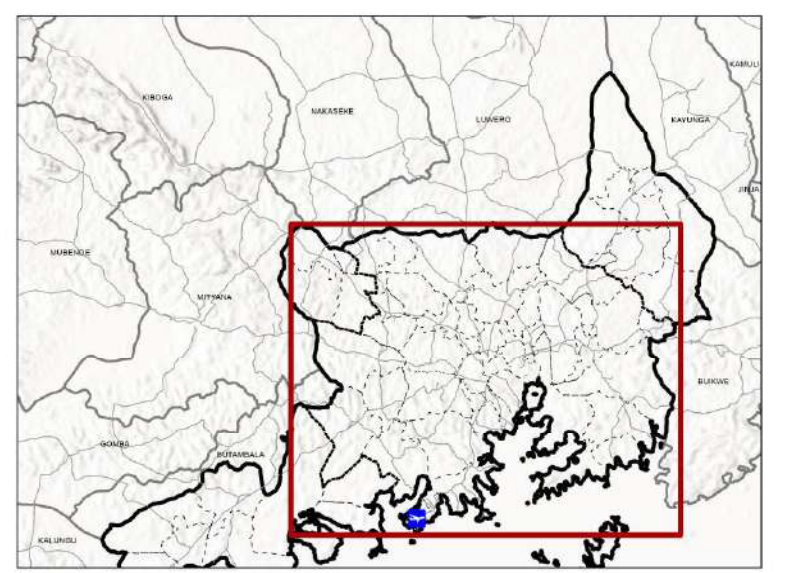 KAMULI
KIBOGA
NAKASEKE
LUWERO
KAYUNGA
JINJA
MUBENDE
MITYANA
BUIKWE
GOMBA
BUTAMBALA
KALUNGU